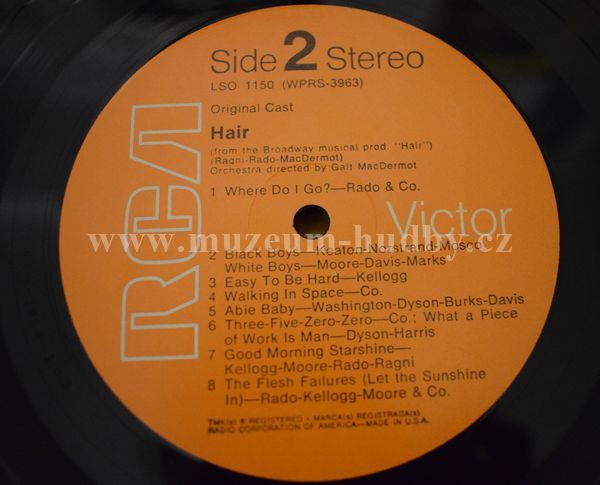 Side 2 Stereo
LSO 1150 (WPRS-3963)
Original Cast
Hair
(from the Broadway musical prod. "Hair")
(Ragni-Rado-MacDermot)
Orchestra directed by Galt MacDermot
1 Where Do I Go?—Rado & Co.
RCA
Victor
www.muzeum-hudby.cz
2 Black Boys—Keaton-Norstrand-Mosco
White Boys—Moore-Davis-Marks
3 Easy To Be Hard—Kellogg
4 Walking In Space—Co.
5 Abie Baby—Washington-Dyson-Burks-Davis
6 Three-Five-Zero-Zero—Co.; What a Piece
of Work Is Man—Dyson-Harris
7 Good Morning Starshine—
Kellogg-Moore-Rado-Ragni
8 The Flesh Failures (Let the Sunshine
In)—Rado-Kellogg-Moore & Co.
TMK(s) ® REGISTERED • MARCA(s) REGISTRADA(s)
RADIO CORPORATION OF AMERICA—MADE IN U.S.A.